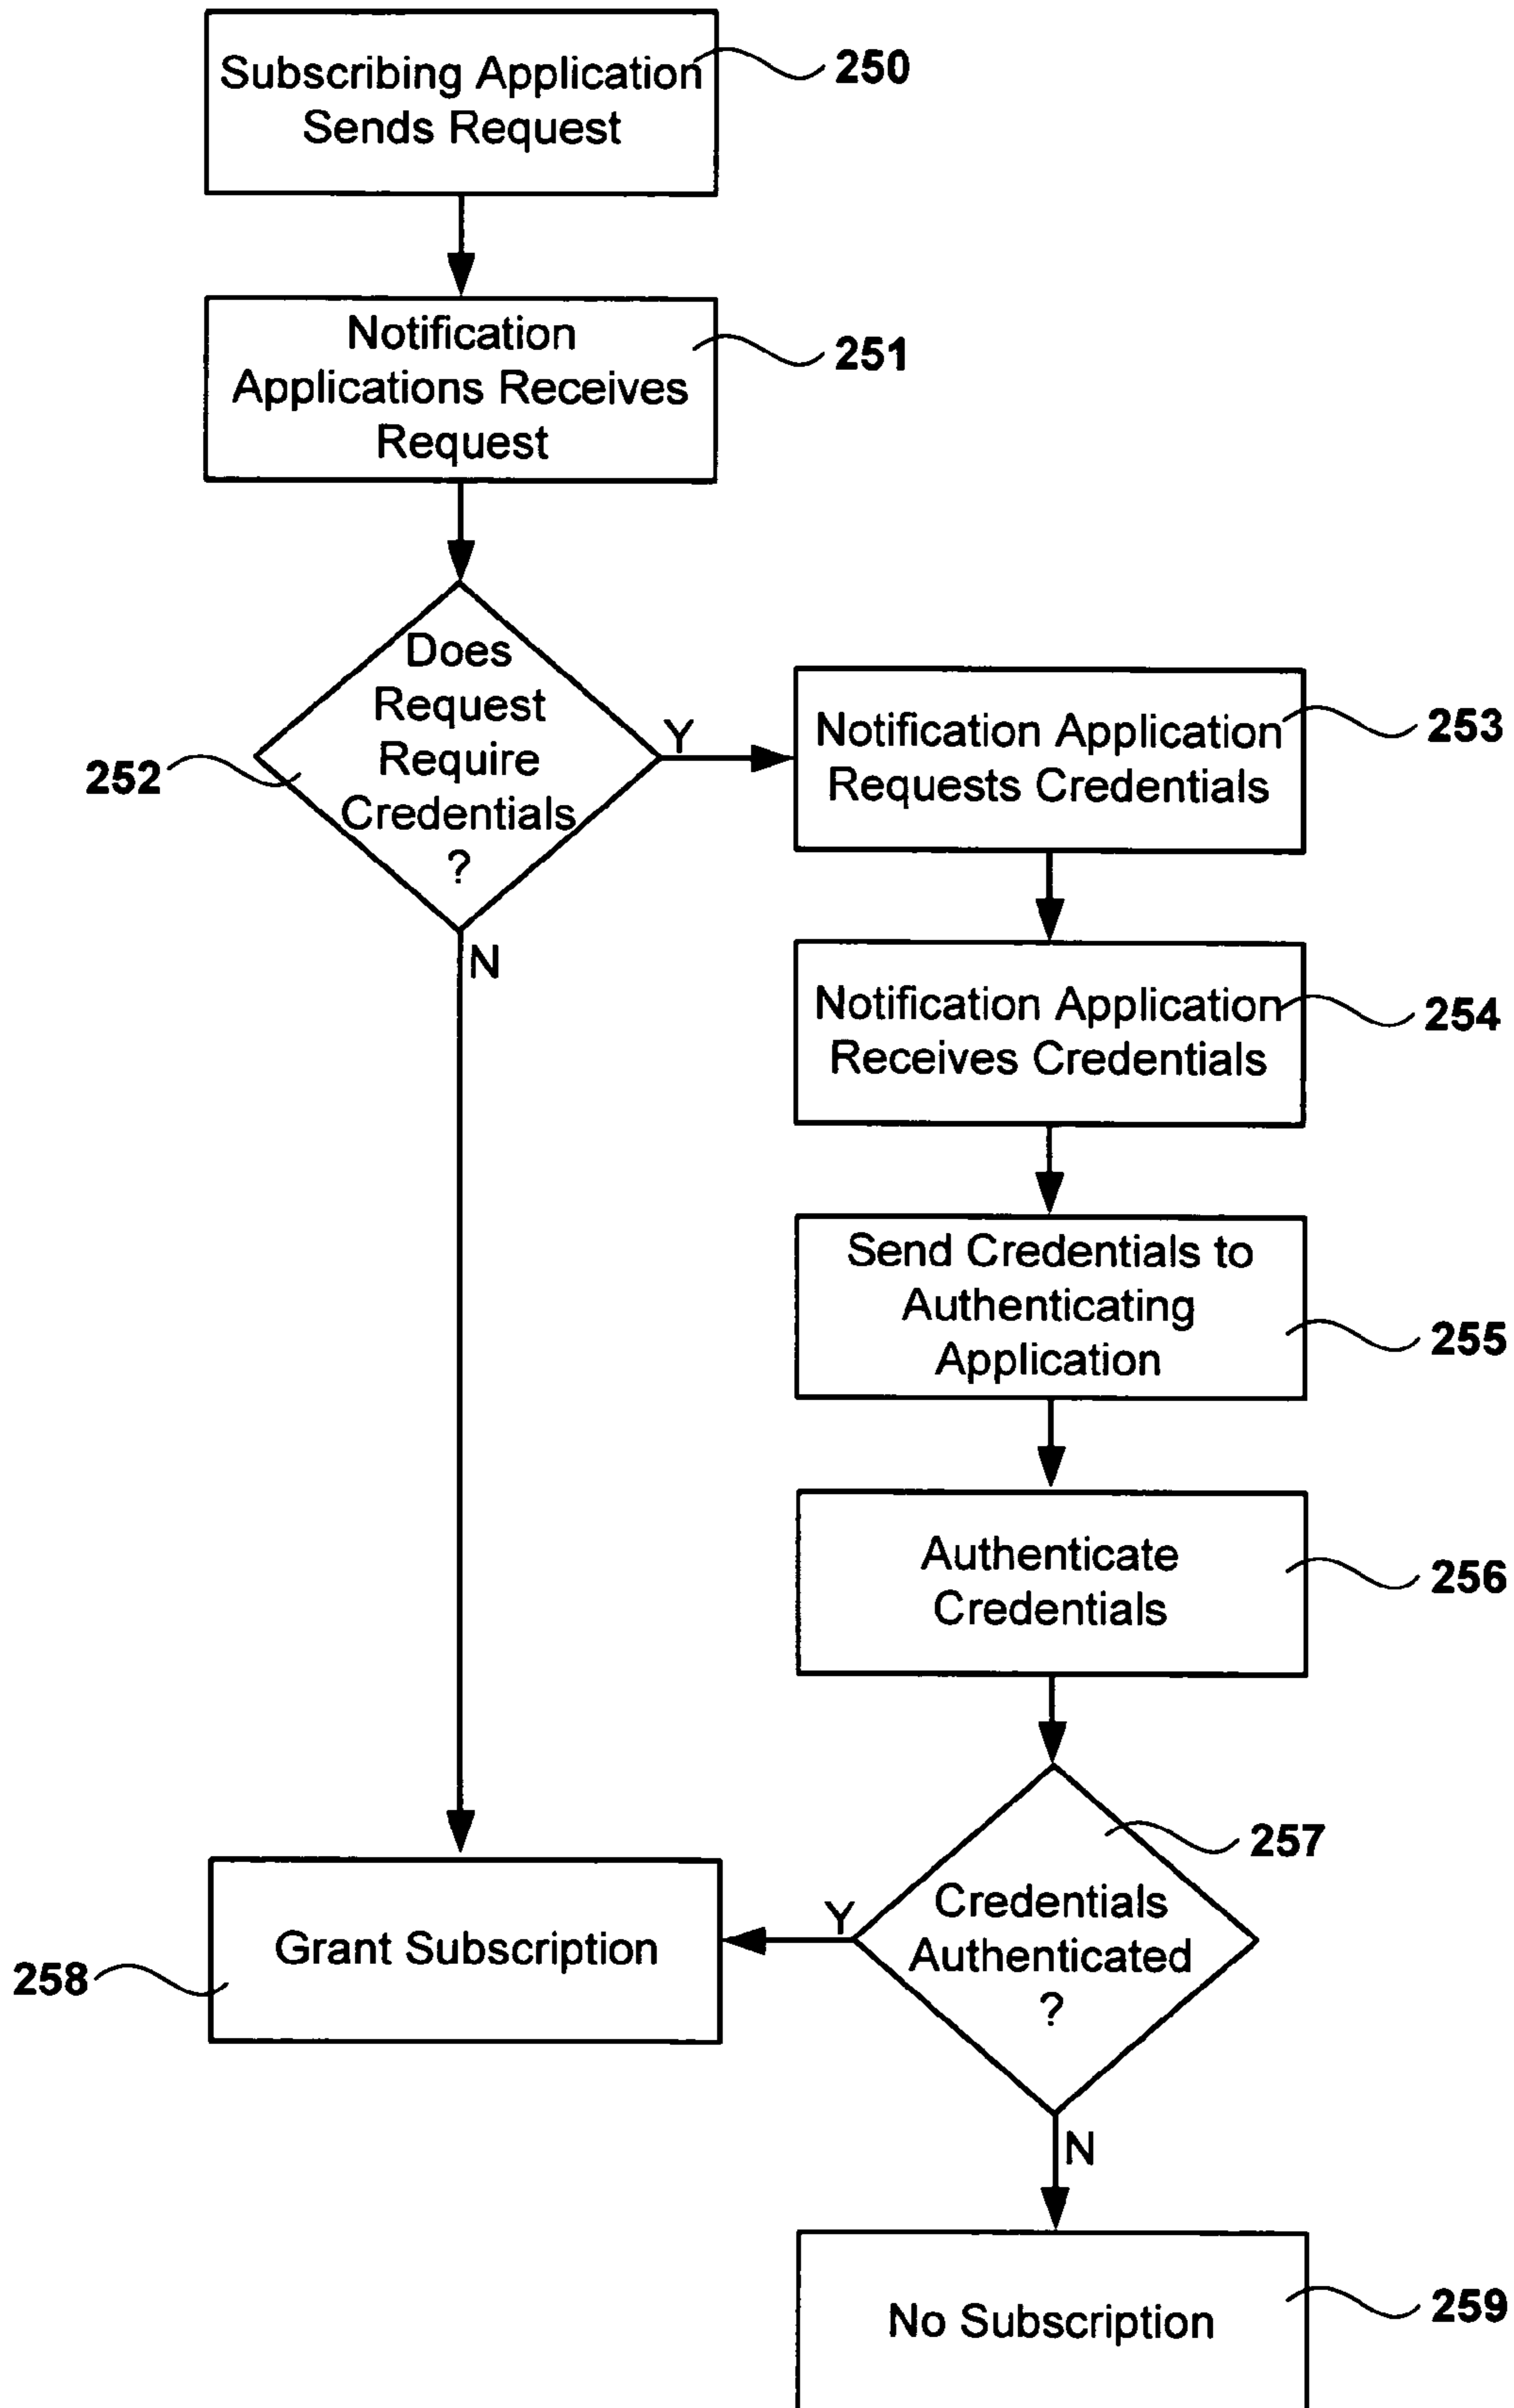 Subscribing Application
Sends Request
250
Notification
Applications Receives
Request
251
Does
Request
Require
Credentials
?
252
Y
N
Notification Application
Requests Credentials
253
Notification Application
Receives Credentials
254
Send Credentials to
Authenticating
Application
255
Authenticate
Credentials
256
257
Credentials
Authenticated
?
Y
N
Grant Subscription
258
No Subscription
259